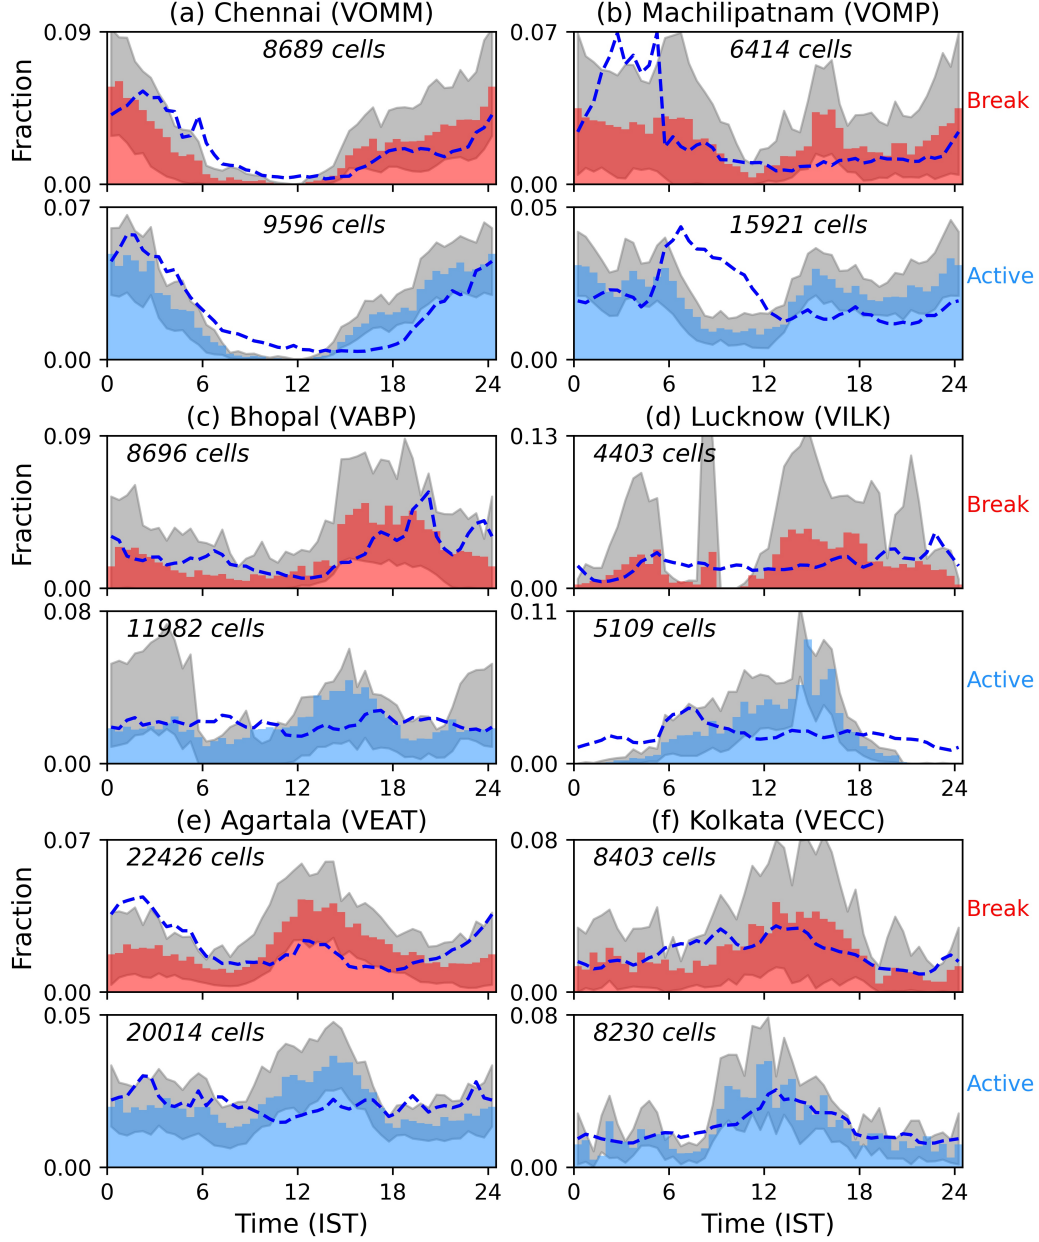 (a) Chennai (VOMM)
(b) Machilipatnam (VOMP)
0.09
8689 cells
0.07
6414 cells
Fraction
Break
0.00
0.00
0.07
9596 cells
0.05
15921 cells
Active
0.00
0.00
0 6 12 18 24
0 6 12 18 24
(c) Bhopal (VABP)
(d) Lucknow (VILK)
0.09
8696 cells
0.13
4403 cells
Fraction
Break
0.00
0.00
0.08
11982 cells
0.11
5109 cells
Active
0.00
0.00
0 6 12 18 24
0 6 12 18 24
(e) Agartala (VEAT)
(f) Kolkata (VECC)
0.07
22426 cells
0.08
8403 cells
Fraction
Break
0.00
0.00
0.05
20014 cells
0.08
8230 cells
Active
0.00
0.00
0 6 12 18 24
0 6 12 18 24
Time (IST)
Time (IST)